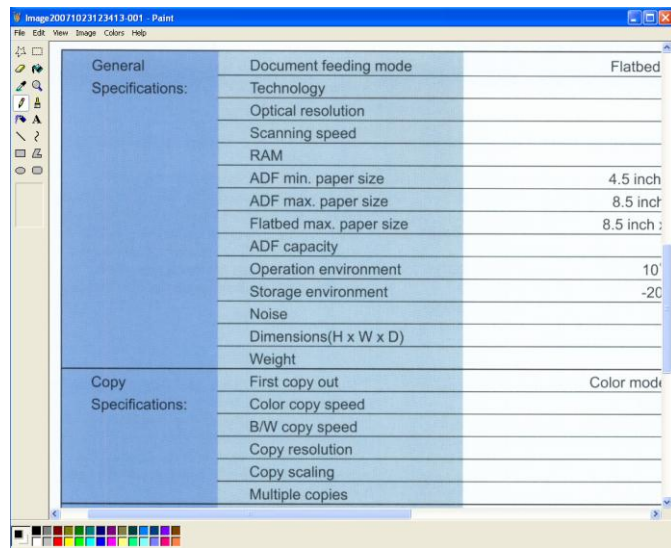 Image20071023123413-001 - Paint
File Edit View Image Colors Help
General Document feeding mode Flatbed
Specifications: Technology
Optical resolution
Scanning speed
RAM
ADF min. paper size 4.5 inch
ADF max. paper size 8.5 inch
Flatbed max. paper size 8.5 inch
ADF capacity
Operation environment 10°
Storage environment -20
Noise
Dimensions(H x W x D)
Weight
Copy First copy out Color mode
Specifications: Color copy speed
B/W copy speed
Copy resolution
Copy scaling
Multiple copies